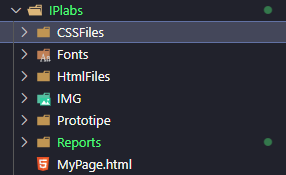 IPlabs
CSSFiles
Fonts
HtmlFiles
IMG
Prototipe
Reports
MyPage.html